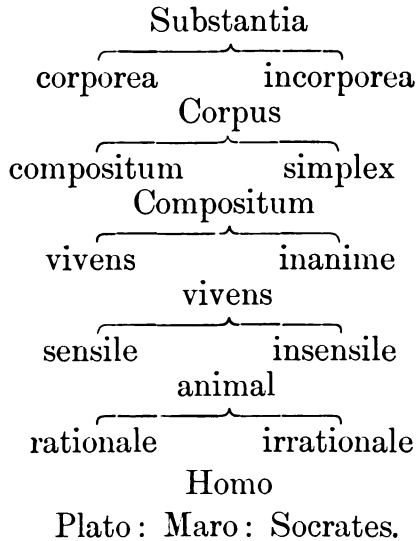 Substantia
corporea incorporea
Corpus
compositum simplex
Compositum
vivens inanime
vivens
sensile insensile
animal
rationale irrationale
Homo
Plato: Maro: Socrates.